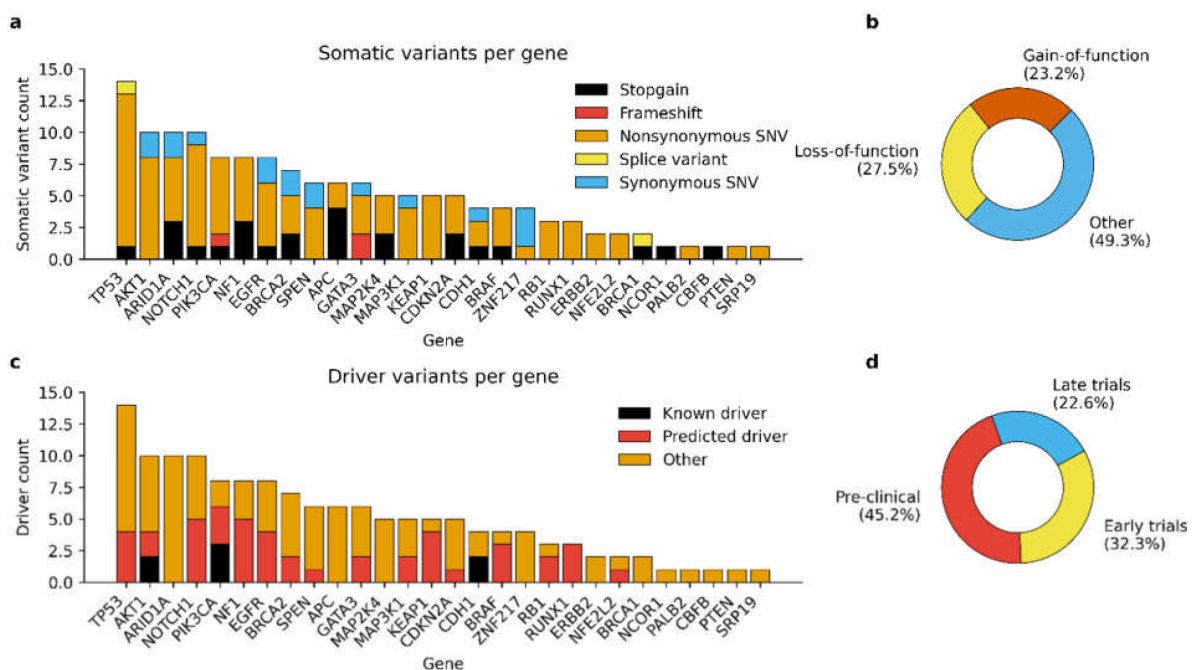 a
Somatic variants per gene
Somatic variant count
15.0
12.5
10.0
7.5
5.0
2.5
0.0
Stopgain
Frameshift
Nonsynonymous SNV
Splice variant
Synonymous SNV
TP53
AKT1
ARID1A
NOTCH1
PIK3CA
NF1
EGFR
BRCA2
SPEN
APC
GATA3
MAP2K4
MAP3K1
KEAP1
CDKN2A
CDH1
BRAF
ZNF217
RB1
RUNX1
ERBB2
NFE2L2
BRCA1
NCOR1
PALB2
CBFB
PTEN
SRP19
Gene
b
Gain-of-function
(23.2%)
Loss-of-function
(27.5%)
Other
(49.3%)
c
Driver variants per gene
Driver count
15.0
12.5
10.0
7.5
5.0
2.5
0.0
Known driver
Predicted driver
Other
TP53
AKT1
ARID1A
NOTCH1
PIK3CA
NF1
EGFR
BRCA2
SPEN
APC
GATA3
MAP2K4
MAP3K1
KEAP1
CDKN2A
CDH1
BRAF
ZNF217
RB1
RUNX1
ERBB2
NFE2L2
BRCA1
NCOR1
PALB2
CBFB
PTEN
SRP19
Gene
d
Late trials
(22.6%)
Pre-clinical
(45.2%)
Early trials
(32.3%)